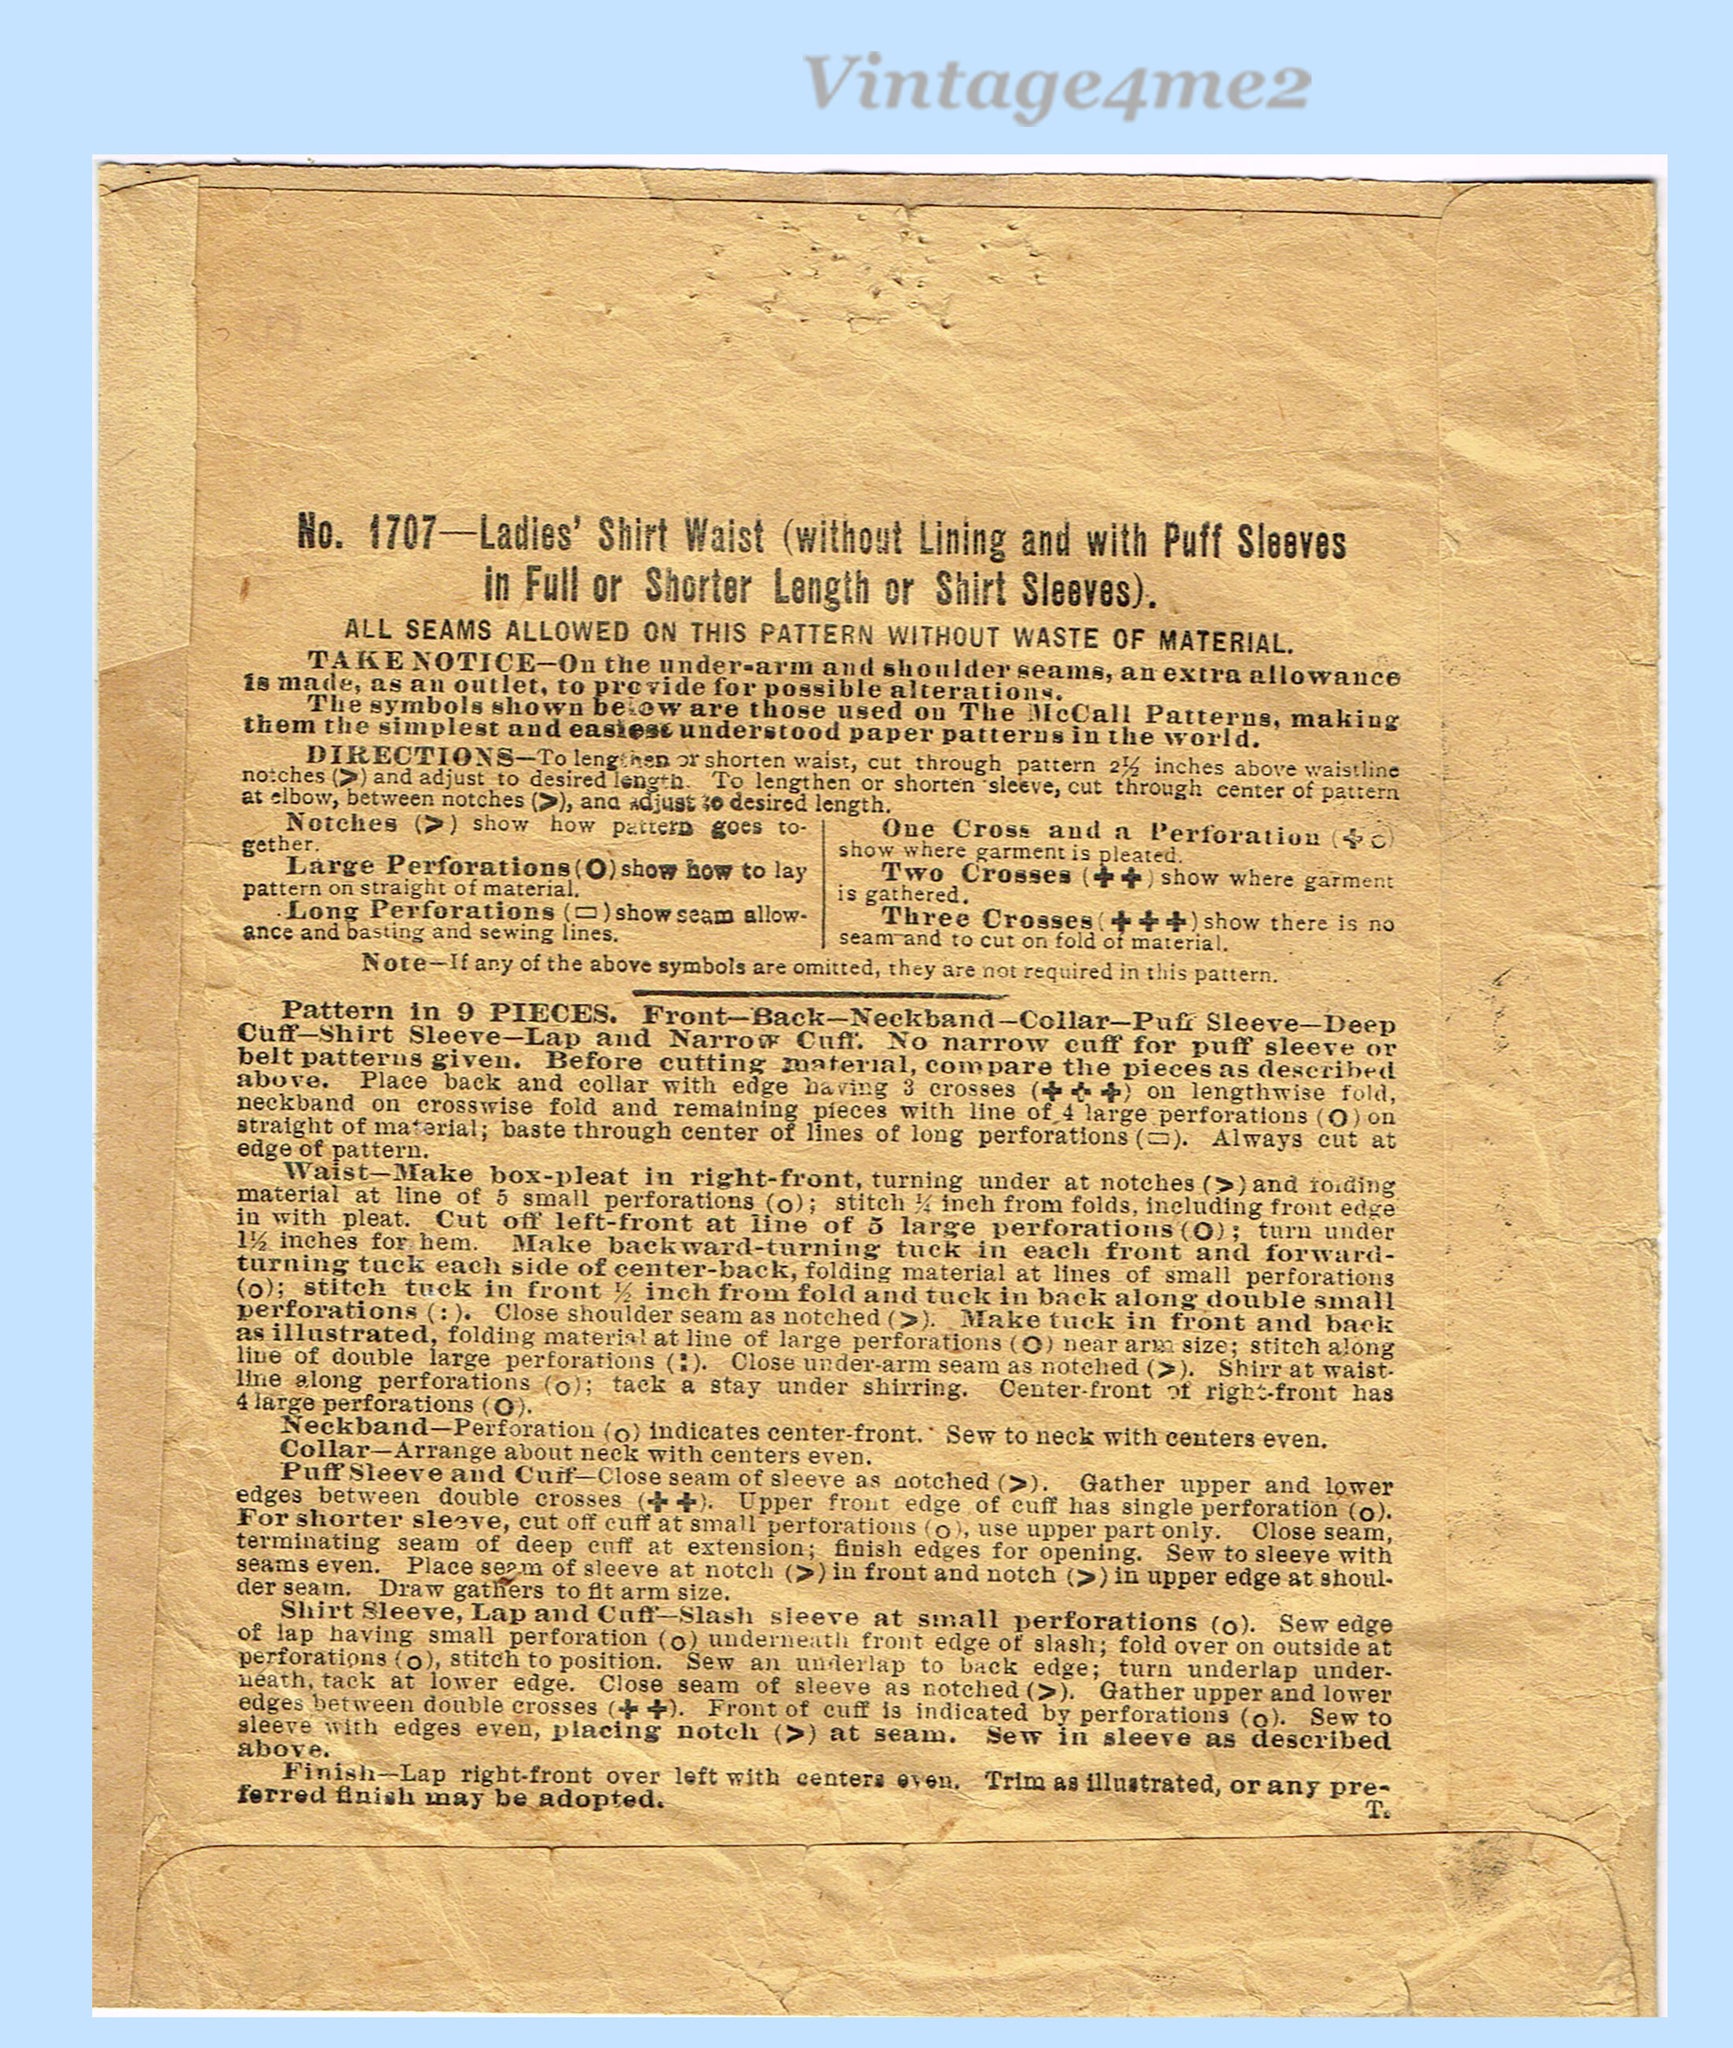 Vintage4me2
No. 1707—Ladies' Shirt Waist (without Lining and with Puff Sleeves
in Full or Shorter Length or Shirt Sleeves).
ALL SEAMS ALLOWED ON THIS PATTERN WITHOUT WASTE OF MATERIAL.
TAKE NOTICE—On the under-arm and shoulder seams, an extra allowance
is made, as an outlet, to provide for possible alterations.
The symbols shown below are those used on The McCall Patterns, making
them the simplest and easiest understood paper patterns in the world.
DIRECTIONS—To lengthen or shorten waist, cut through pattern 2½ inches above waistline
notches (>) and adjust to desired length. To lengthen or shorten sleeve, cut through center of pattern
at elbow, between notches (>), and adjust to desired length.
Notches (>) show how pattern goes to-
gether.
Large Perforations (O) show how to lay
pattern on straight of material.
Long Perforations (▭) show seam allow-
ance and basting and sewing lines.
One Cross and a Perforation (✚ O)
show where garment is pleated.
Two Crosses (✚✚) show where garment
is gathered.
Three Crosses (✚✚✚) show there is no
seam and to cut on fold of material.
Note—If any of the above symbols are omitted, they are not required in this pattern.
Pattern in 9 PIECES. Front—Back—Neckband—Collar—Puff Sleeve—Deep
Cuff—Shirt Sleeve—Lap and Narrow Cuff. No narrow cuff for puff sleeve or
belt patterns given. Before cutting material, compare the pieces as described
above. Place back and collar with edge having 3 crosses (✚✚✚) on lengthwise fold,
neckband on crosswise fold and remaining pieces with line of 4 large perforations (O) on
straight of material; baste through center of lines of long perforations (▭). Always cut at
edge of pattern.
Waist—Make box-pleat in right-front, turning under at notches (>) and folding
material at line of 5 small perforations (o); stitch ¼ inch from folds, including front edge
in with pleat. Cut off left-front at line of 5 large perforations (O); turn under
1½ inches for hem. Make backward-turning tuck in each front and forward-
turning tuck each side of center-back, folding material at lines of small perforations
(o); stitch tuck in front ½ inch from fold and tuck in back along double small
perforations (:). Close shoulder seam as notched (>). Make tuck in front and back
as illustrated, folding material at line of large perforations (O) near arm size; stitch along
line of double large perforations (:). Close under-arm seam as notched (>). Shirr at waist-
line along perforations (o); tack a stay under shirring. Center-front of right-front has
4 large perforations (O).
Neckband—Perforation (o) indicates center-front. Sew to neck with centers even.
Collar—Arrange about neck with centers even.
Puff Sleeve and Cuff—Close seam of sleeve as notched (>). Gather upper and lower
edges between double crosses (✚✚). Upper front edge of cuff has single perforation (o).
For shorter sleeve, cut off cuff at small perforations (o), use upper part only. Close seam,
terminating seam of deep cuff at extension; finish edges for opening. Sew to sleeve with
seams even. Place seam of sleeve at notch (>) in front and notch (>) in upper edge at shoul-
der seam. Draw gathers to fit arm size.
Shirt Sleeve, Lap and Cuff—Slash sleeve at small perforations (o). Sew edge
of lap having small perforation (o) underneath front edge of slash; fold over on outside at
perforations (o), stitch to position. Sew an underlap to back edge; turn underlap under-
neath, tack at lower edge. Close seam of sleeve as notched (>). Gather upper and lower
edges between double crosses (✚✚). Front of cuff is indicated by perforations (o). Sew to
sleeve with edges even, placing notch (>) at seam. Sew in sleeve as described
above.
Finish—Lap right-front over left with centers even. Trim as illustrated, or any pre-
ferred finish may be adopted.
T.